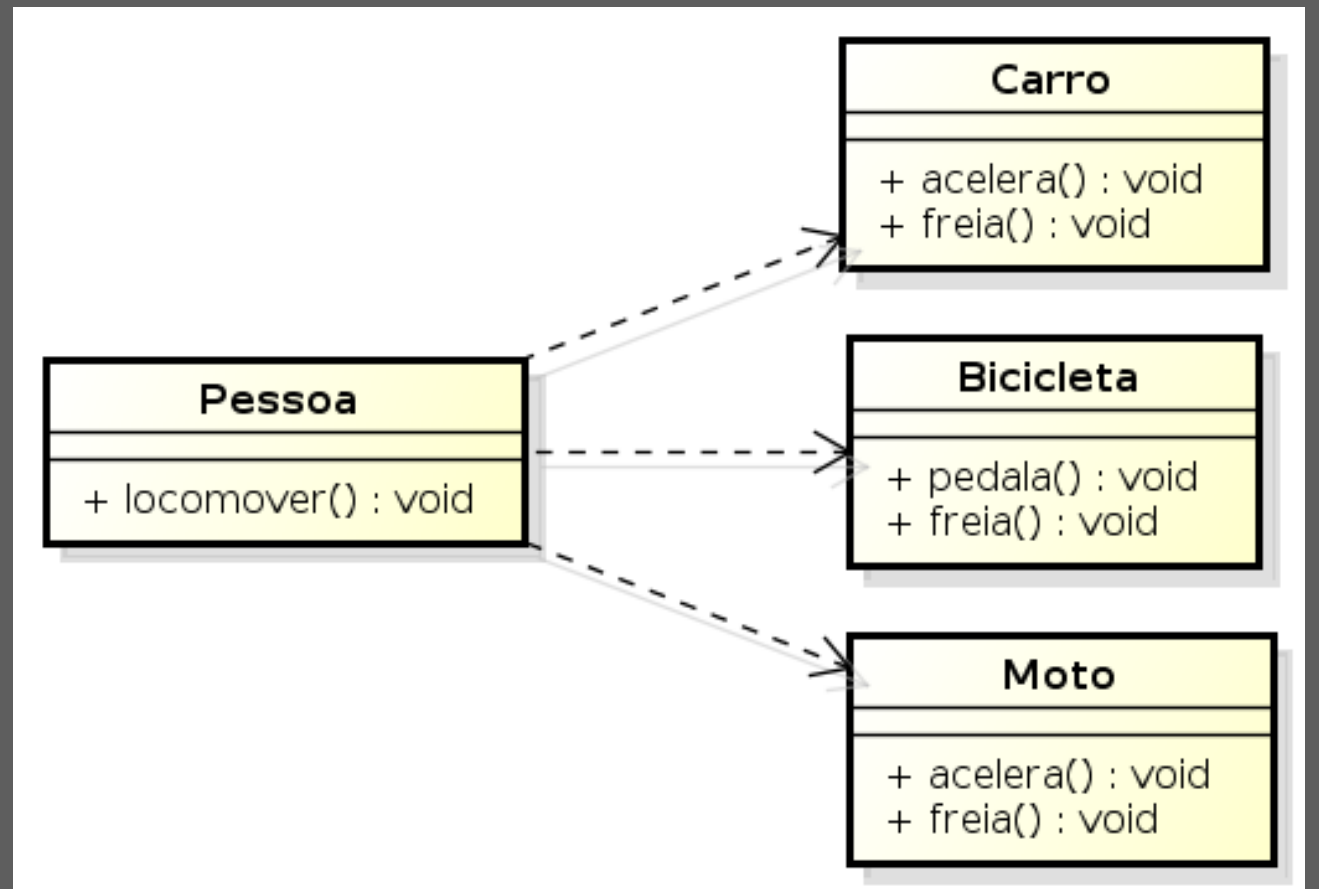 Carro
+ acelera() : void
+ freia() : void
Pessoa
+ locomover() : void
Bicicleta
+ pedala() : void
+ freia() : void
Moto
+ acelera() : void
+ freia() : void